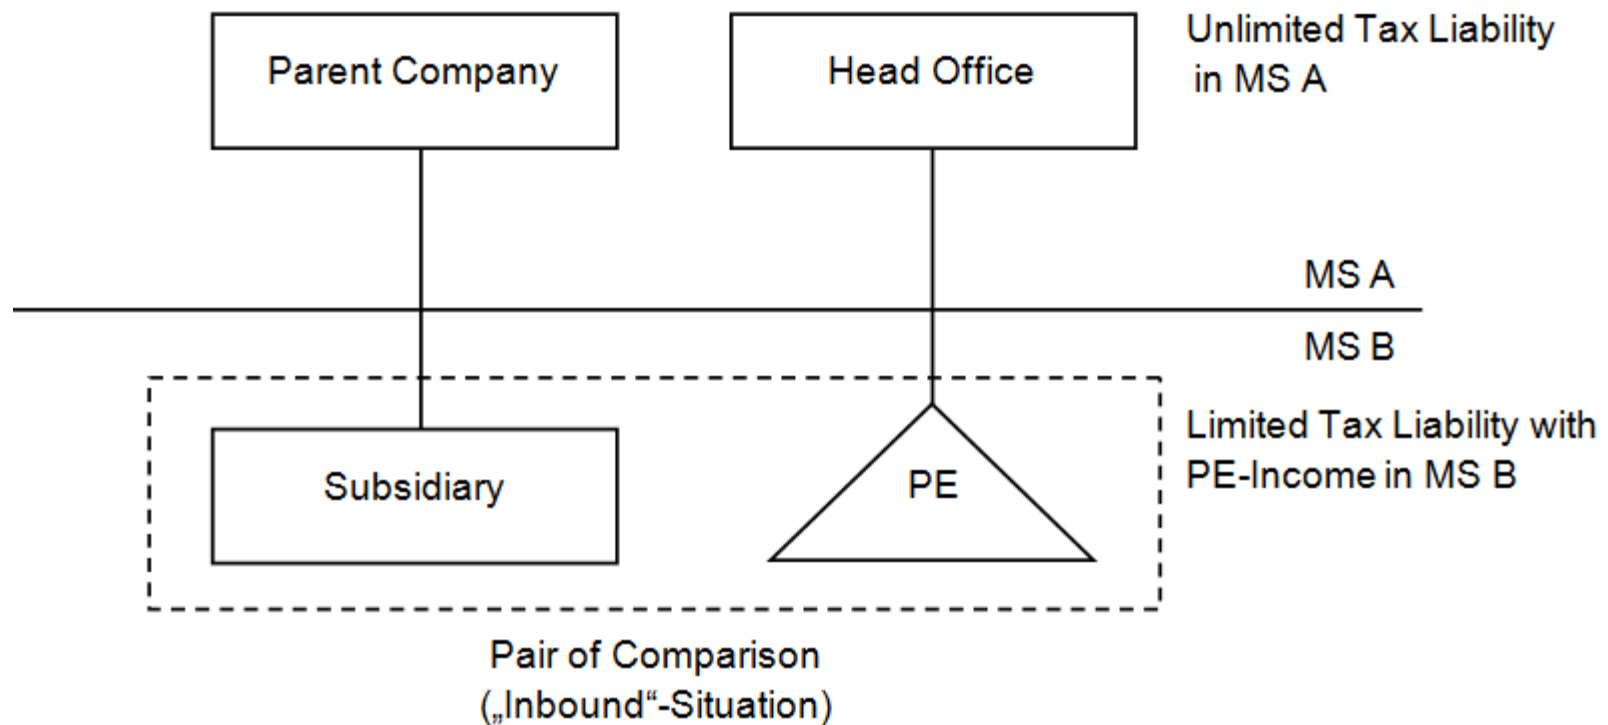 Parent Company
Head Office
Unlimited Tax Liability
in MS A
MS A
MS B
Subsidiary
PE
Limited Tax Liability with
PE-Income in MS B
Pair of Comparison
(„Inbound“-Situation)